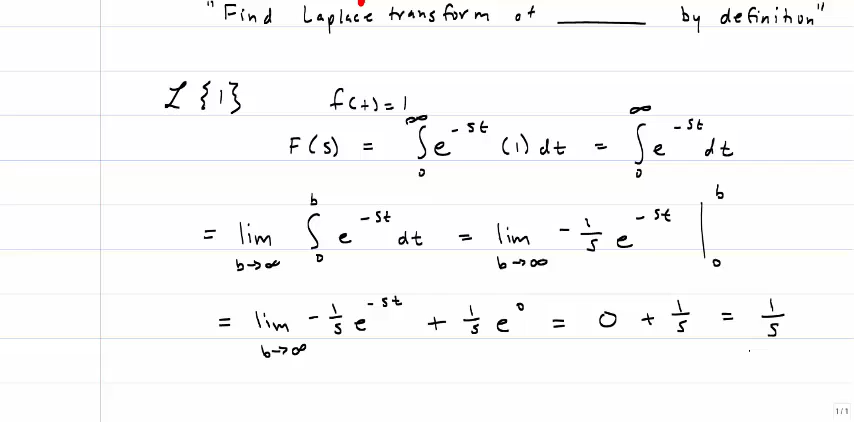 "Find Laplace transform of ______ by definition"
ℒ{1} f(t)=1
F(s) = ∫₀^∞ e^{-st} (1) dt = ∫₀^∞ e^{-st} dt
= lim_{b→∞} ∫₀^b e^{-st} dt = lim_{b→∞} -1/s e^{-st} |₀^b
= lim_{b→∞} -1/s e^{-st} + 1/s e^0 = 0 + 1/s = 1/s
1/1